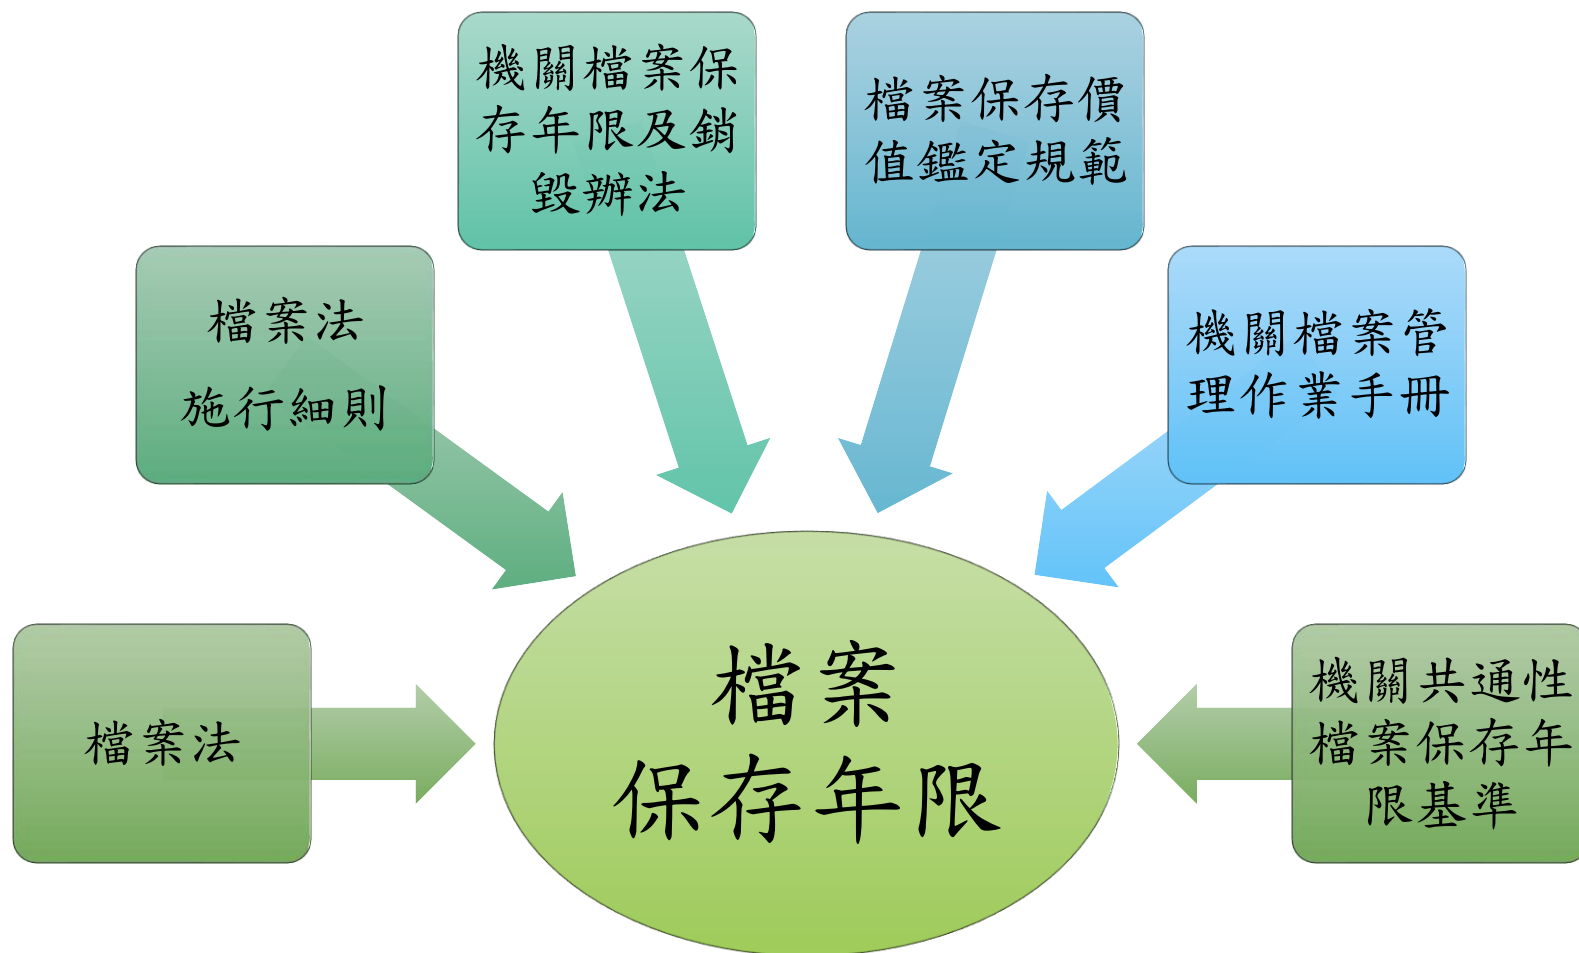 機關檔案保
存年限及銷
毀辦法
檔案保存價
值鑑定規範
檔案法
施行細則
機關檔案管
理作業手冊
檔案法
檔案
保存年限
機關共通性
檔案保存年
限基準